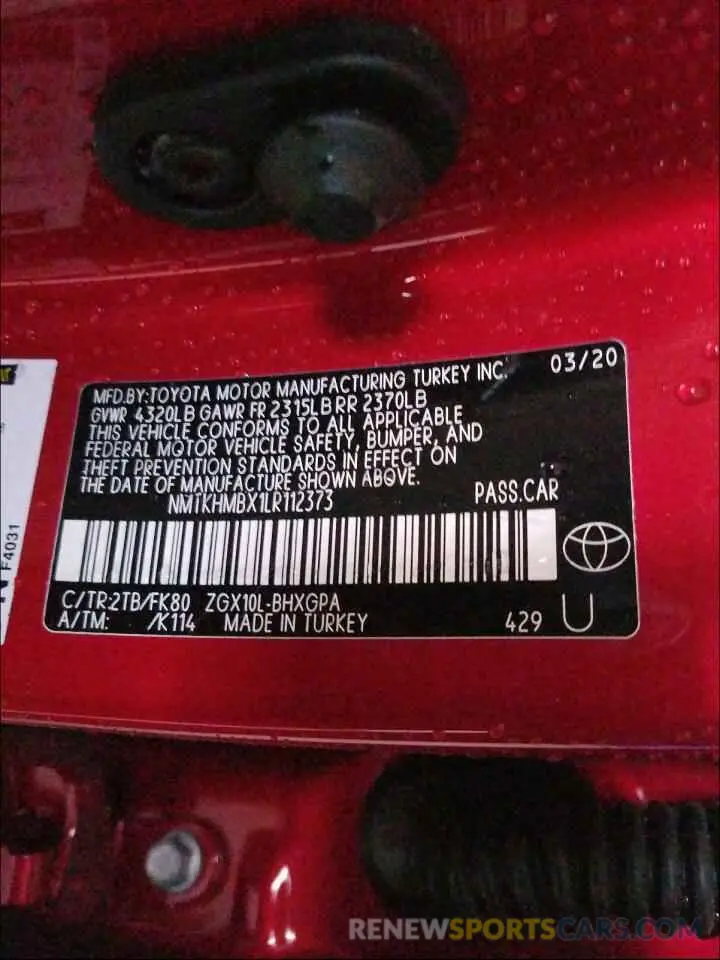 MFD.BY:TOYOTA MOTOR MANUFACTURING TURKEY INC. 03/20
GVWR 4320LB GAWR FR 2315LB RR 2370LB
THIS VEHICLE CONFORMS TO ALL APPLICABLE
FEDERAL MOTOR VEHICLE SAFETY, BUMPER, AND
THEFT PREVENTION STANDARDS IN EFFECT ON
THE DATE OF MANUFACTURE SHOWN ABOVE.
NMTKHMBX1LR112373 PASS.CAR
C/TR:2TB/FK80 ZGX10L-BHXGPA
A/TM: /K114 MADE IN TURKEY 429 U
F4031
RENEWSPORTSCARS.COM